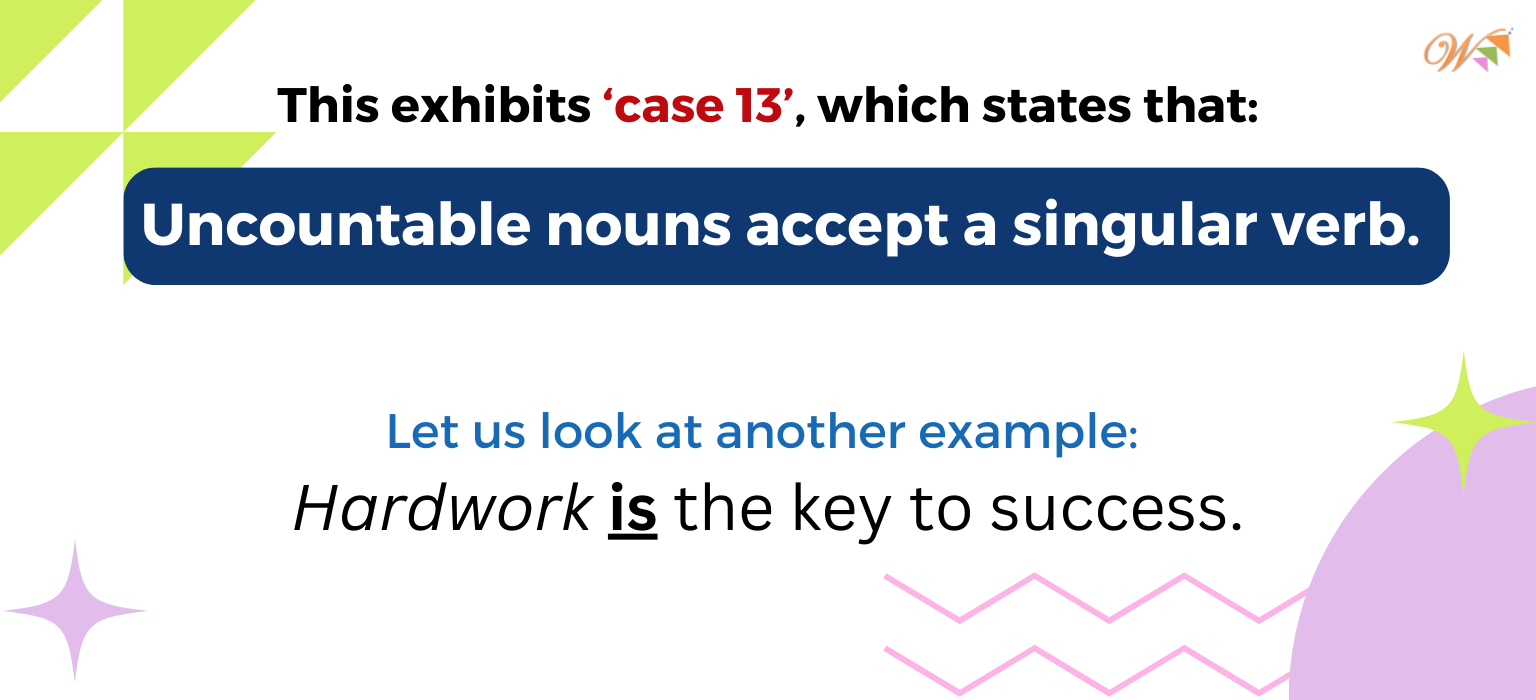 This exhibits ‘case 13’, which states that:
Uncountable nouns accept a singular verb.
Let us look at another example:
Hardwork is the key to success.
W